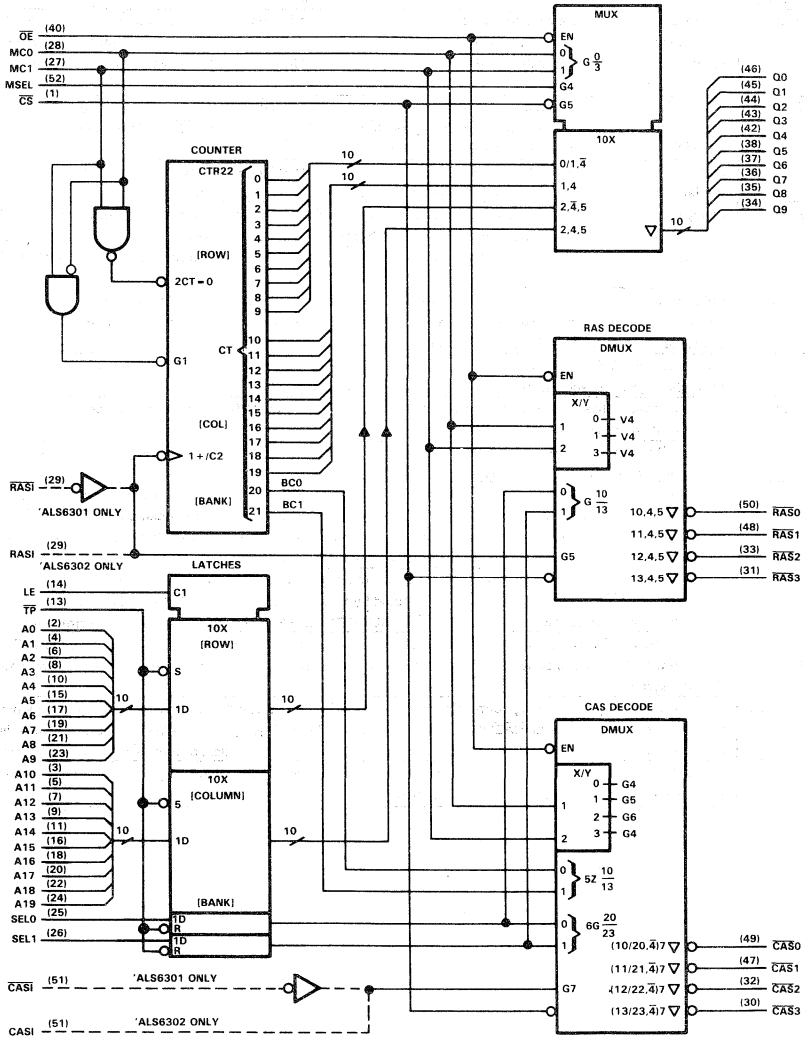 OE (40)
MC0 (28)
MC1 (27)
MSEL (52)
CS (1)
MUX
EN
0
1
} G 0/3
G4
G5
10X
0/1,4̅
1,4
2,4̅,5
2,4,5
▽
10
10
10
(46) Q0
(45) Q1
(44) Q2
(43) Q3
(42) Q4
(38) Q5
(37) Q6
(36) Q7
(35) Q8
(34) Q9
COUNTER
CTR22
[ROW]
2CT = 0
CT
G1
[COL]
1 +/C2
[BANK]
0
1
2
3
4
5
6
7
8
9
10
11
12
13
14
15
16
17
18
19
20 BC0
21 BC1
R̅A̅S̅I̅ (29)
'ALS6301 ONLY
RASI (29)
'ALS6302 ONLY
RAS DECODE
DMUX
EN
X/Y
1
2
0 V4
1 V4
3 V4
0
1
} G 10/13
G5
10,4,5 ▽ (50) R̅A̅S̅0̅
11,4,5 ▽ (48) R̅A̅S̅1̅
12,4,5 ▽ (33) R̅A̅S̅2̅
13,4,5 ▽ (31) R̅A̅S̅3̅
LATCHES
LE (14)
C1
T̅P̅ (13)
A0 (2)
A1 (4)
A2 (6)
A3 (8)
A4 (10)
A5 (15)
A6 (17)
A7 (19)
A8 (21)
A9 (23)
10
10X
[ROW]
S
1D
10
A10 (3)
A11 (5)
A12 (7)
A13 (9)
A14 (11)
A15 (16)
A16 (18)
A17 (20)
A18 (22)
A19 (24)
10
10X
[COLUMN]
S
1D
10
[BANK]
SEL0 (25)
1D
R
SEL1 (26)
1D
R
C̅A̅S̅I̅ (51) 'ALS6301 ONLY
CASI (51) 'ALS6302 ONLY
CAS DECODE
DMUX
EN
X/Y
1
2
0 G4
1 G5
2 G6
3 G4
0
1
} 5Z 10/13
0
1
} 6G 20/23
G7
(10/20,4̅)7 ▽ (49) C̅A̅S̅0̅
(11/21,4̅)7 ▽ (47) C̅A̅S̅1̅
(12/22,4̅)7 ▽ (32) C̅A̅S̅2̅
(13/23,4̅)7 ▽ (30) C̅A̅S̅3̅